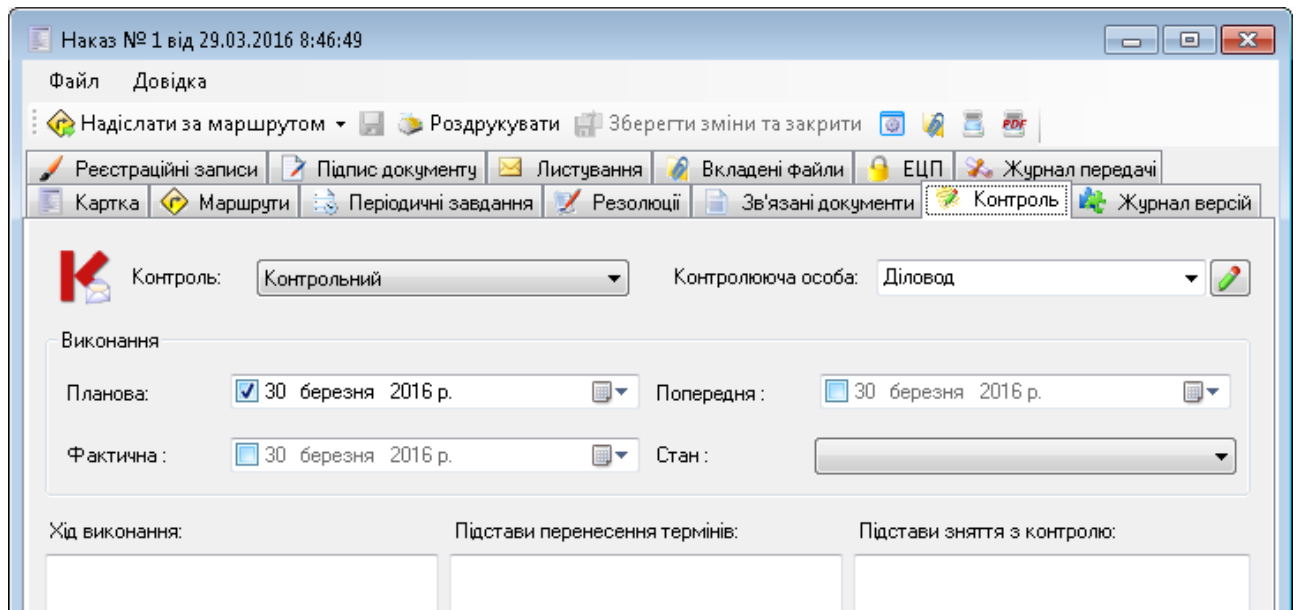 Наказ № 1 від 29.03.2016 8:46:49
Файл Довідка
Надіслати за маршрутом Роздрукувати Зберегти зміни та закрити PDF
Реєстраційні записи Підпис документу Листування Вкладені файли ЕЦП Журнал передачі
Картка Маршрути Періодичні завдання Резолюції Зв'язані документи Контроль Журнал версій
Контроль: Контрольний Контролююча особа: Діловод
Виконання
Планова: 30 березня 2016 р. Попередня : 30 березня 2016 р.
Фактична : 30 березня 2016 р. Стан :
Хід виконання: Підстави перенесення термінів: Підстави зняття з контролю: